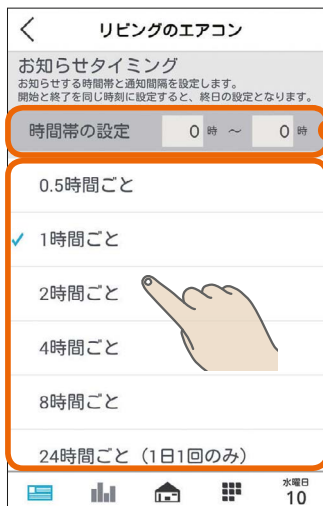 リビングのエアコン
お知らせタイミング
お知らせする時間帯と通知間隔を設定します。
開始と終了を同じ時刻に設定すると、終日の設定となります。
時間帯の設定 0 時 ～ 0 時
0.5時間ごと
1時間ごと
2時間ごと
4時間ごと
8時間ごと
24時間ごと（1日1回のみ）
水曜日
10